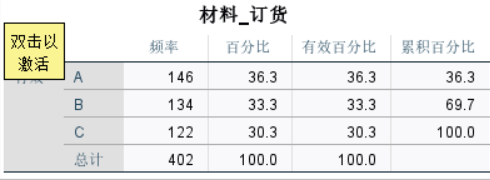 材料_订货
双击以
激活
频率 百分比 有效百分比 累积百分比
A 146 36.3 36.3 36.3
B 134 33.3 33.3 69.7
C 122 30.3 30.3 100.0
总计 402 100.0 100.0